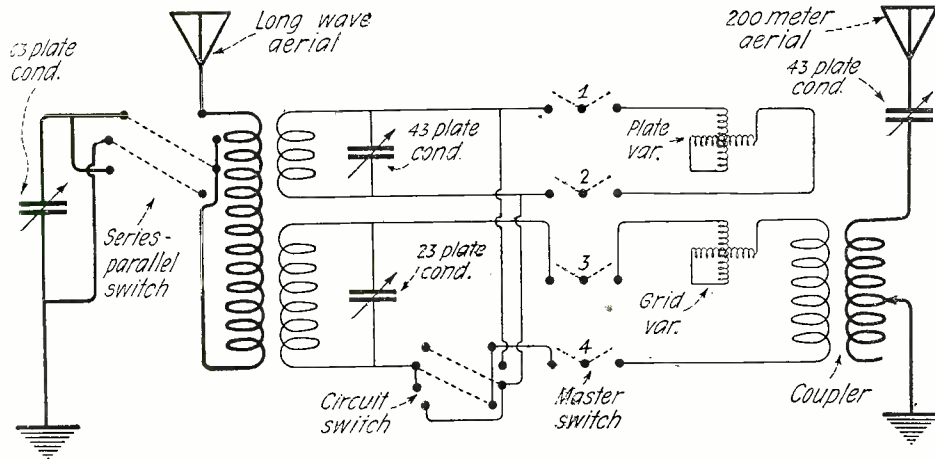 63 plate
cond.
Long wave
aerial
200 meter
aerial
43 plate
cond.
1
43 plate
cond.
Plate
var.
2
Series-
parallel
switch
23 plate
cond.
3
Grid
var.
4
Circuit
switch
Master
switch
Coupler